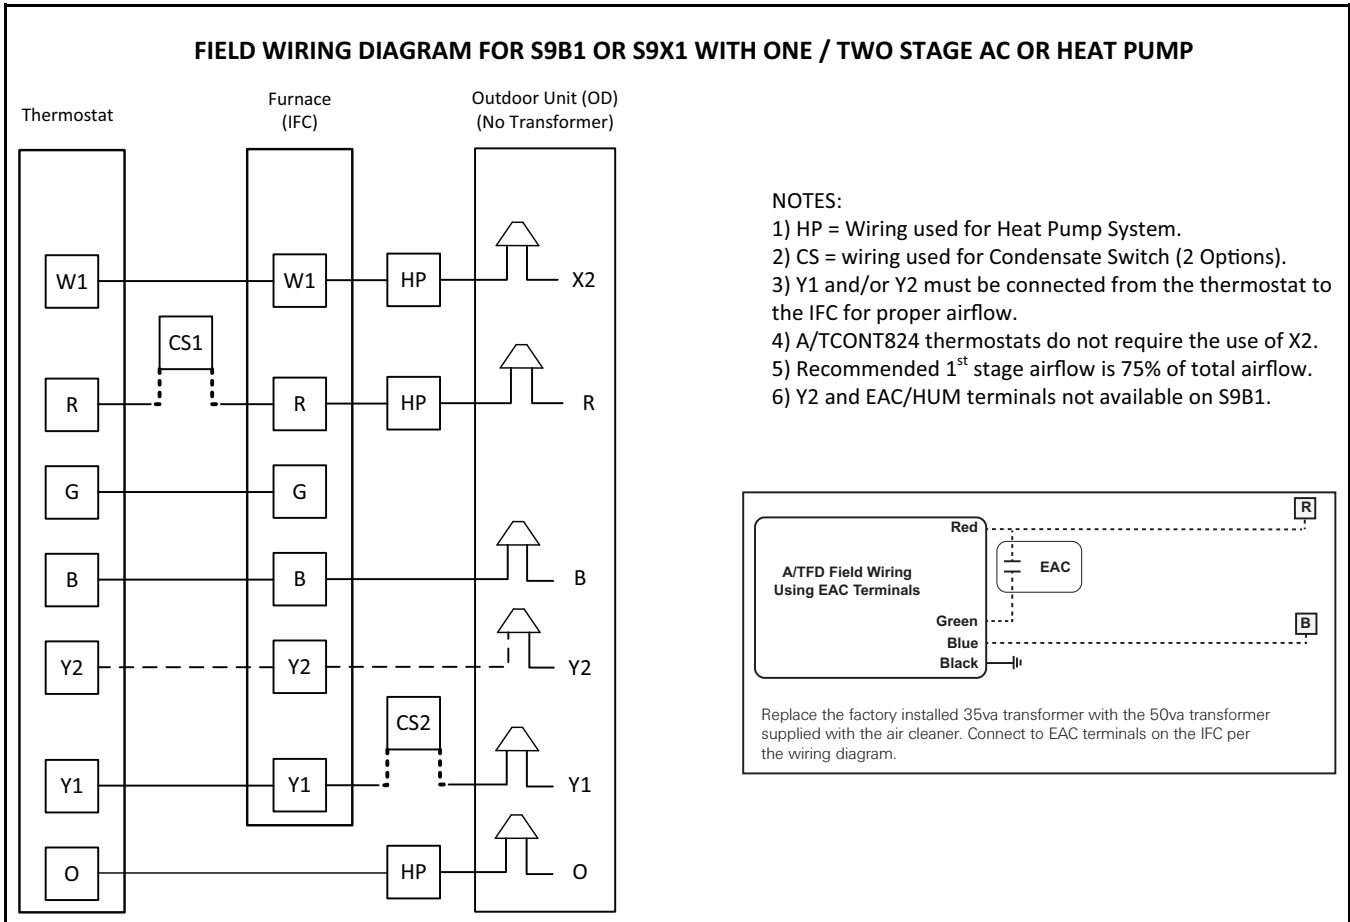 FIELD WIRING DIAGRAM FOR S9B1 OR S9X1 WITH ONE / TWO STAGE AC OR HEAT PUMP
Thermostat
Furnace
(IFC)
Outdoor Unit (OD)
(No Transformer)
W1
W1
HP
X2
CS1
R
R
HP
R
G
G
B
B
B
Y2
Y2
Y2
CS2
Y1
Y1
Y1
O
HP
O
NOTES:
1) HP = Wiring used for Heat Pump System.
2) CS = wiring used for Condensate Switch (2 Options).
3) Y1 and/or Y2 must be connected from the thermostat to
the IFC for proper airflow.
4) A/TCONT824 thermostats do not require the use of X2.
5) Recommended 1st stage airflow is 75% of total airflow.
6) Y2 and EAC/HUM terminals not available on S9B1.
A/TFD Field Wiring
Using EAC Terminals
Red
R
EAC
Green
Blue
B
Black
Replace the factory installed 35va transformer with the 50va transformer
supplied with the air cleaner. Connect to EAC terminals on the IFC per
the wiring diagram.